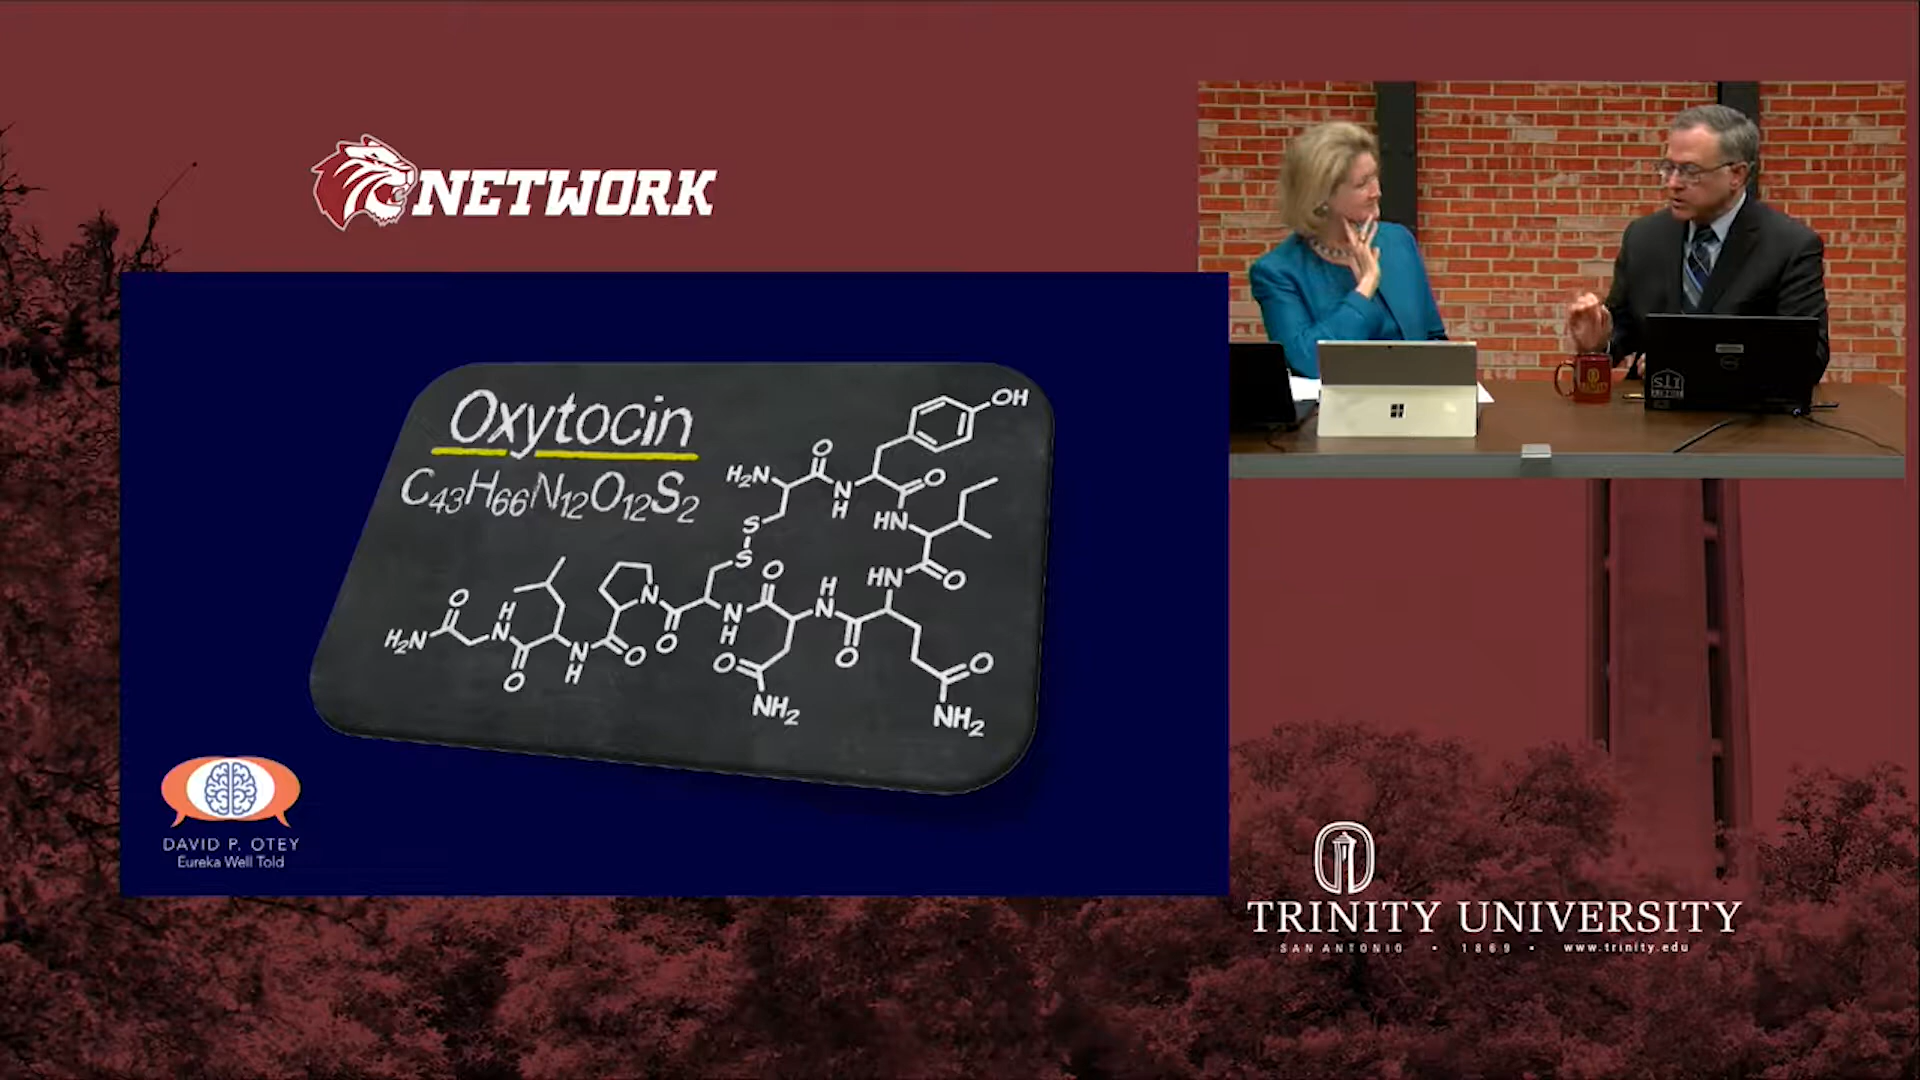 NETWORK
Oxytocin
C43H66N12O12S2
OH
H2N
O
N
H
O
HN
S
S
O
HN
O
H
N
O
H
N
N
O
N
H
O
H2N
O
N
H
O
O
O
O
NH2
NH2
DAVID P. OTEY
Eureka Well Told
TRINITY UNIVERSITY
SAN ANTONIO • 1869 • www.trinity.edu